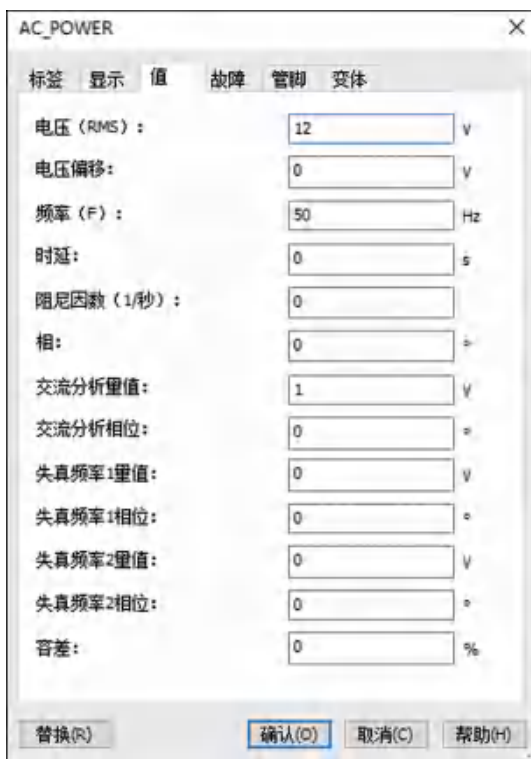 AC_POWER
标签 显示 值 故障 管脚 变体
电压（RMS）： 12 V
电压偏移： 0 V
频率（F）： 50 Hz
时延： 0 s
阻尼因数（1/秒）： 0
相： 0 °
交流分析量值： 1 V
交流分析相位： 0 °
失真频率1量值： 0 V
失真频率1相位： 0 °
失真频率2量值： 0 V
失真频率2相位： 0 °
容差： 0 %
替换(R) 确认(O) 取消(C) 帮助(H)